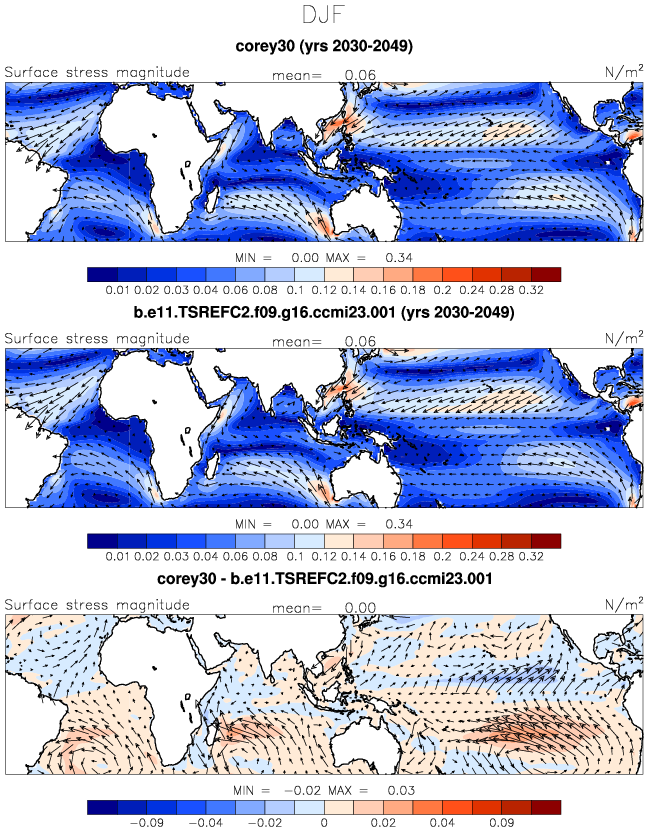 DJF
corey30 (yrs 2030-2049)
Surface stress magnitude mean= 0.06 N/m²
MIN = 0.00 MAX = 0.34
0.01 0.02 0.03 0.04 0.06 0.08 0.1 0.12 0.14 0.16 0.18 0.2 0.24 0.28 0.32
b.e11.TSREFC2.f09.g16.ccmi23.001 (yrs 2030-2049)
Surface stress magnitude mean= 0.06 N/m²
MIN = 0.00 MAX = 0.34
0.01 0.02 0.03 0.04 0.06 0.08 0.1 0.12 0.14 0.16 0.18 0.2 0.24 0.28 0.32
corey30 - b.e11.TSREFC2.f09.g16.ccmi23.001
Surface stress magnitude mean= 0.00 N/m²
MIN = -0.02 MAX = 0.03
-0.09 -0.04 -0.02 0 0.02 0.04 0.09